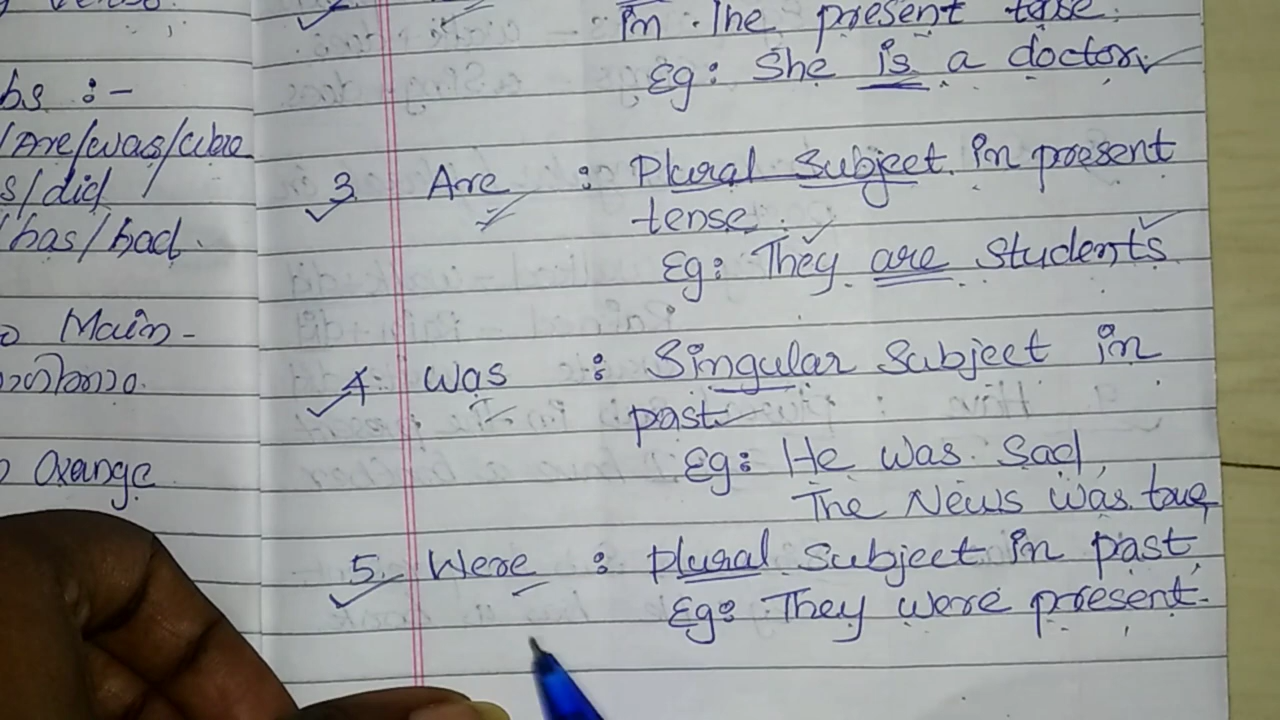 bs :-
/Are/was/were
s/did
/has/had.
Main-
Orange
in the present
Eg: She is a doctor
3. Are : Plural Subject in present
tense.
Eg: They are Students
4. Was : Singular Subject in
past
Eg: He was sad,
The News was true
5. Were : Plural Subject in past
Eg: They were present.